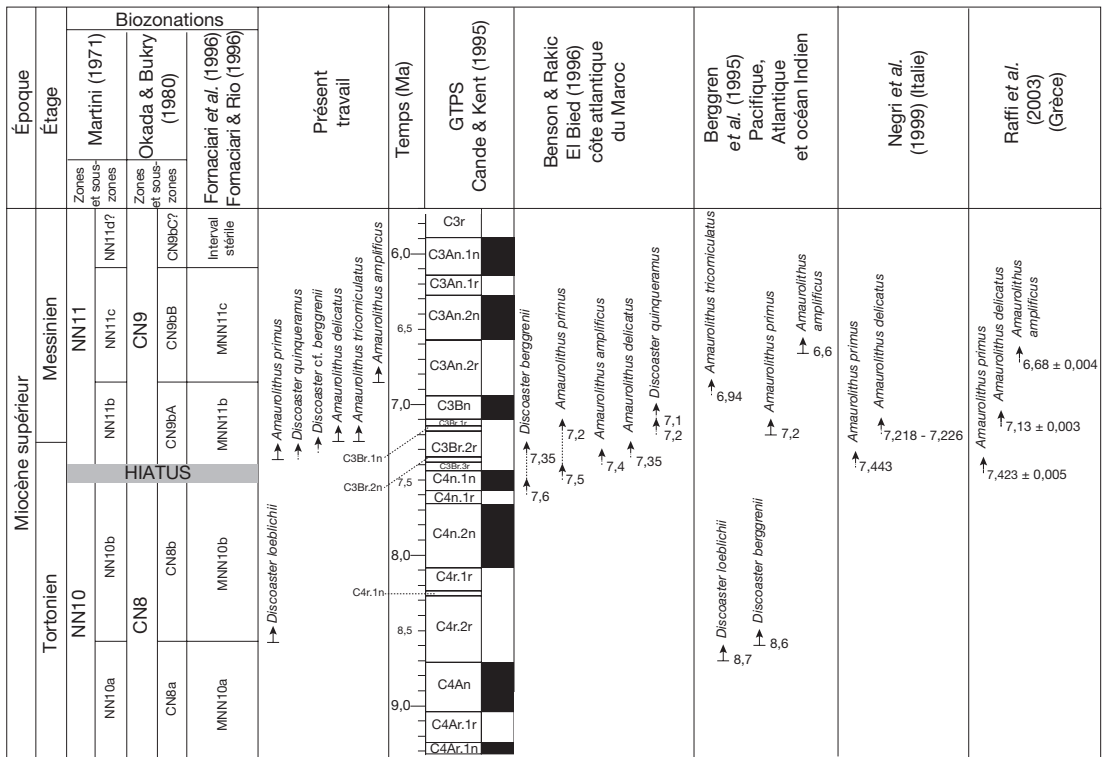 Époque
Étage
Biozonations
Martini (1971)
Okada & Bukry
(1980)
Fornaciari et al. (1996)
Fornaciari & Rio (1996)
Zones
et sous-
zones
Zones
et sous-
zones
Présent
travail
Temps (Ma)
GTPS
Cande & Kent (1995)
Benson & Rakic
El Bied (1996)
côte atlantique
du Maroc
Berggren
et al. (1995)
Pacifique,
Atlantique
et océan Indien
Negri et al.
(1999) (Italie)
Raffi et al.
(2003)
(Grèce)
Miocène supérieur
Messinien
Tortonien
NN11
NN10
NN11d?
NN11c
NN11b
NN10b
NN10a
CN9
CN8
CN9bC?
CN9bB
CN9bA
CN8b
CN8a
Interval
stérile
MNN11c
MNN11b
MNN10b
MNN10a
HIATUS
Amaurolithus primus
Discoaster quinqueramus
Discoaster cf. berggrenii
Amaurolithus delicatus
Amaurolithus tricorniculatus
Amaurolithus amplificus
Discoaster loeblichii
6,0
6,5
7,0
7,5
8,0
8,5
9,0
C3r
C3An.1n
C3An.1r
C3An.2n
C3An.2r
C3Bn
C3Br.1r
C3Br.1n
C3Br.2r
C3Br.2n
C3Br.3r
C4n.1n
C4n.1r
C4n.2n
C4r.1r
C4r.1n
C4r.2r
C4An
C4Ar.1r
C4Ar.1n
Discoaster berggrenii
7,35
7,6
Amaurolithus primus
7,2
7,5
Amaurolithus amplificus
7,4
Amaurolithus delicatus
7,35
Discoaster quinqueramus
7,1
7,2
Amaurolithus tricorniculatus
6,94
Amaurolithus primus
7,2
Amaurolithus
amplificus
6,6
Discoaster loeblichii
8,7
Discoaster berggrenii
8,6
Amaurolithus primus
7,443
Amaurolithus delicatus
7,218 - 7,226
Amaurolithus primus
7,423 ± 0,005
Amaurolithus delicatus
7,13 ± 0,003
Amaurolithus
amplificus
6,68 ± 0,004